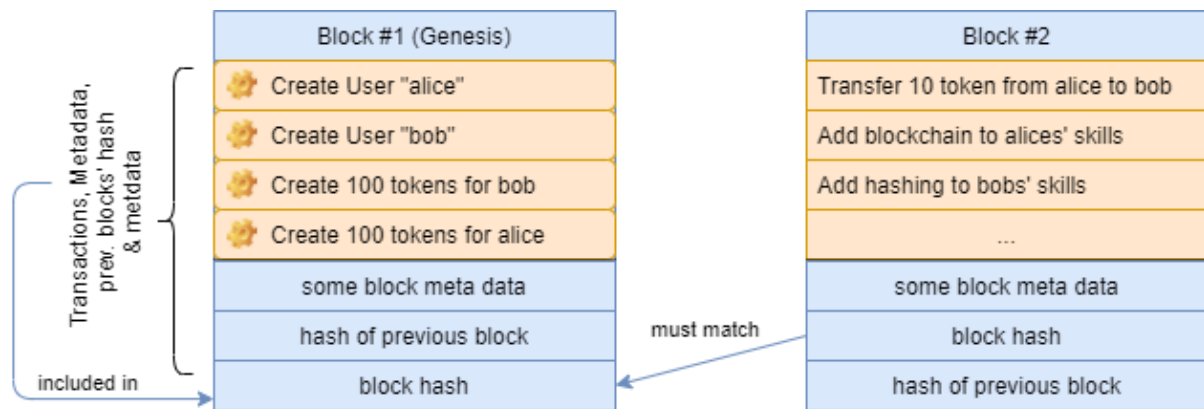 Block #1 (Genesis)
Create User "alice"
Create User "bob"
Create 100 tokens for bob
Create 100 tokens for alice
some block meta data
hash of previous block
block hash
Transactions, Metadata,
prev. blocks' hash
& metdata
included in
must match
Block #2
Transfer 10 token from alice to bob
Add blockchain to alices' skills
Add hashing to bobs' skills
...
some block meta data
block hash
hash of previous block